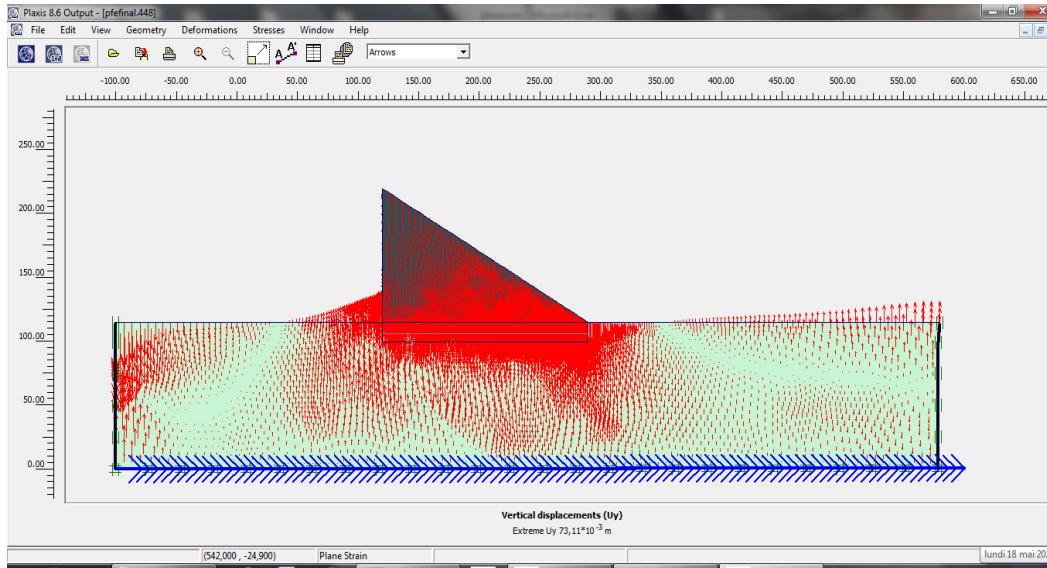 Plaxis 8.6 Output - [pfefinal.448]
File Edit View Geometry Deformations Stresses Window Help
Arrows
-100.00 -50.00 0.00 50.00 100.00 150.00 200.00 250.00 300.00 350.00 400.00 450.00 500.00 550.00 600.00 650.00
250.00
200.00
150.00
100.00
50.00
0.00
Vertical displacements (Uy)
Extreme Uy 73,11*10 -3 m
(542,000 , -24,900) Plane Strain lundi 18 mai 20